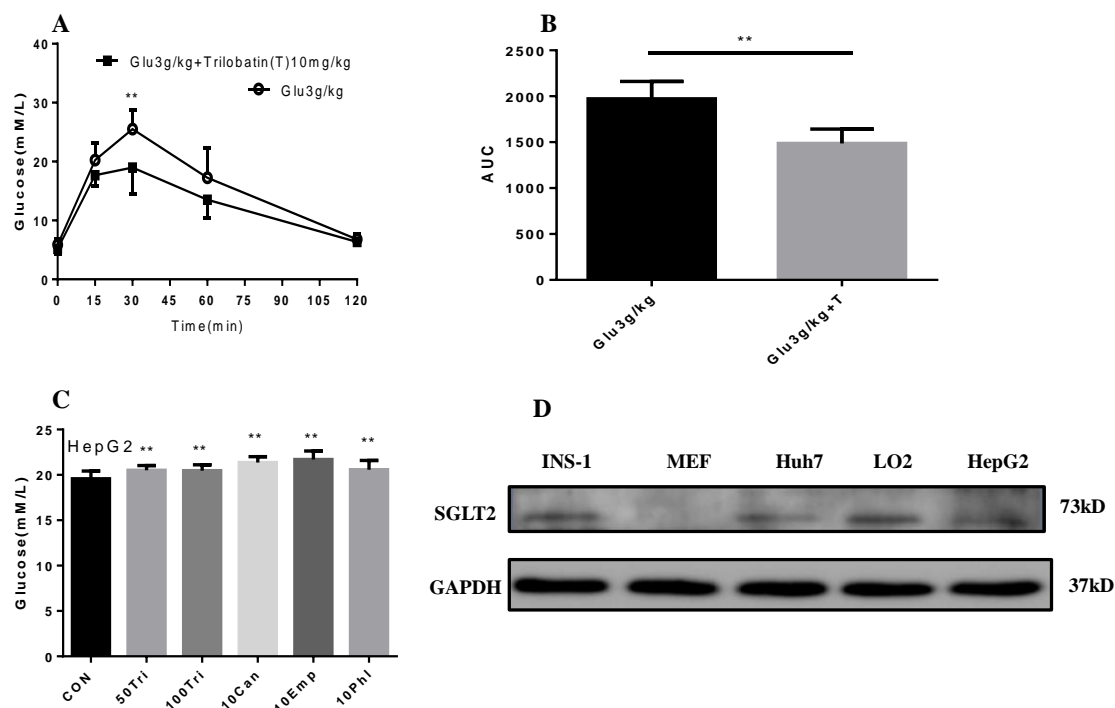 A
40
30
20
10
0
Glucose(mM/L)
Glu3g/kg+Trilobatin(T)10mg/kg
Glu3g/kg
**
0 15 30 45 60 75 90 105 120
Time(min)
B
**
2500
2000
1500
1000
500
0
AUC
Glu3g/kg
Glu3g/kg+T
C
25
20
15
10
5
0
Glucose(mM/L)
HepG2
** ** ** ** **
CON 50Tri 100Tri 10Can 10Emp 10Phl
D
INS-1 MEF Huh7 LO2 HepG2
SGLT2 73kD
GAPDH 37kD